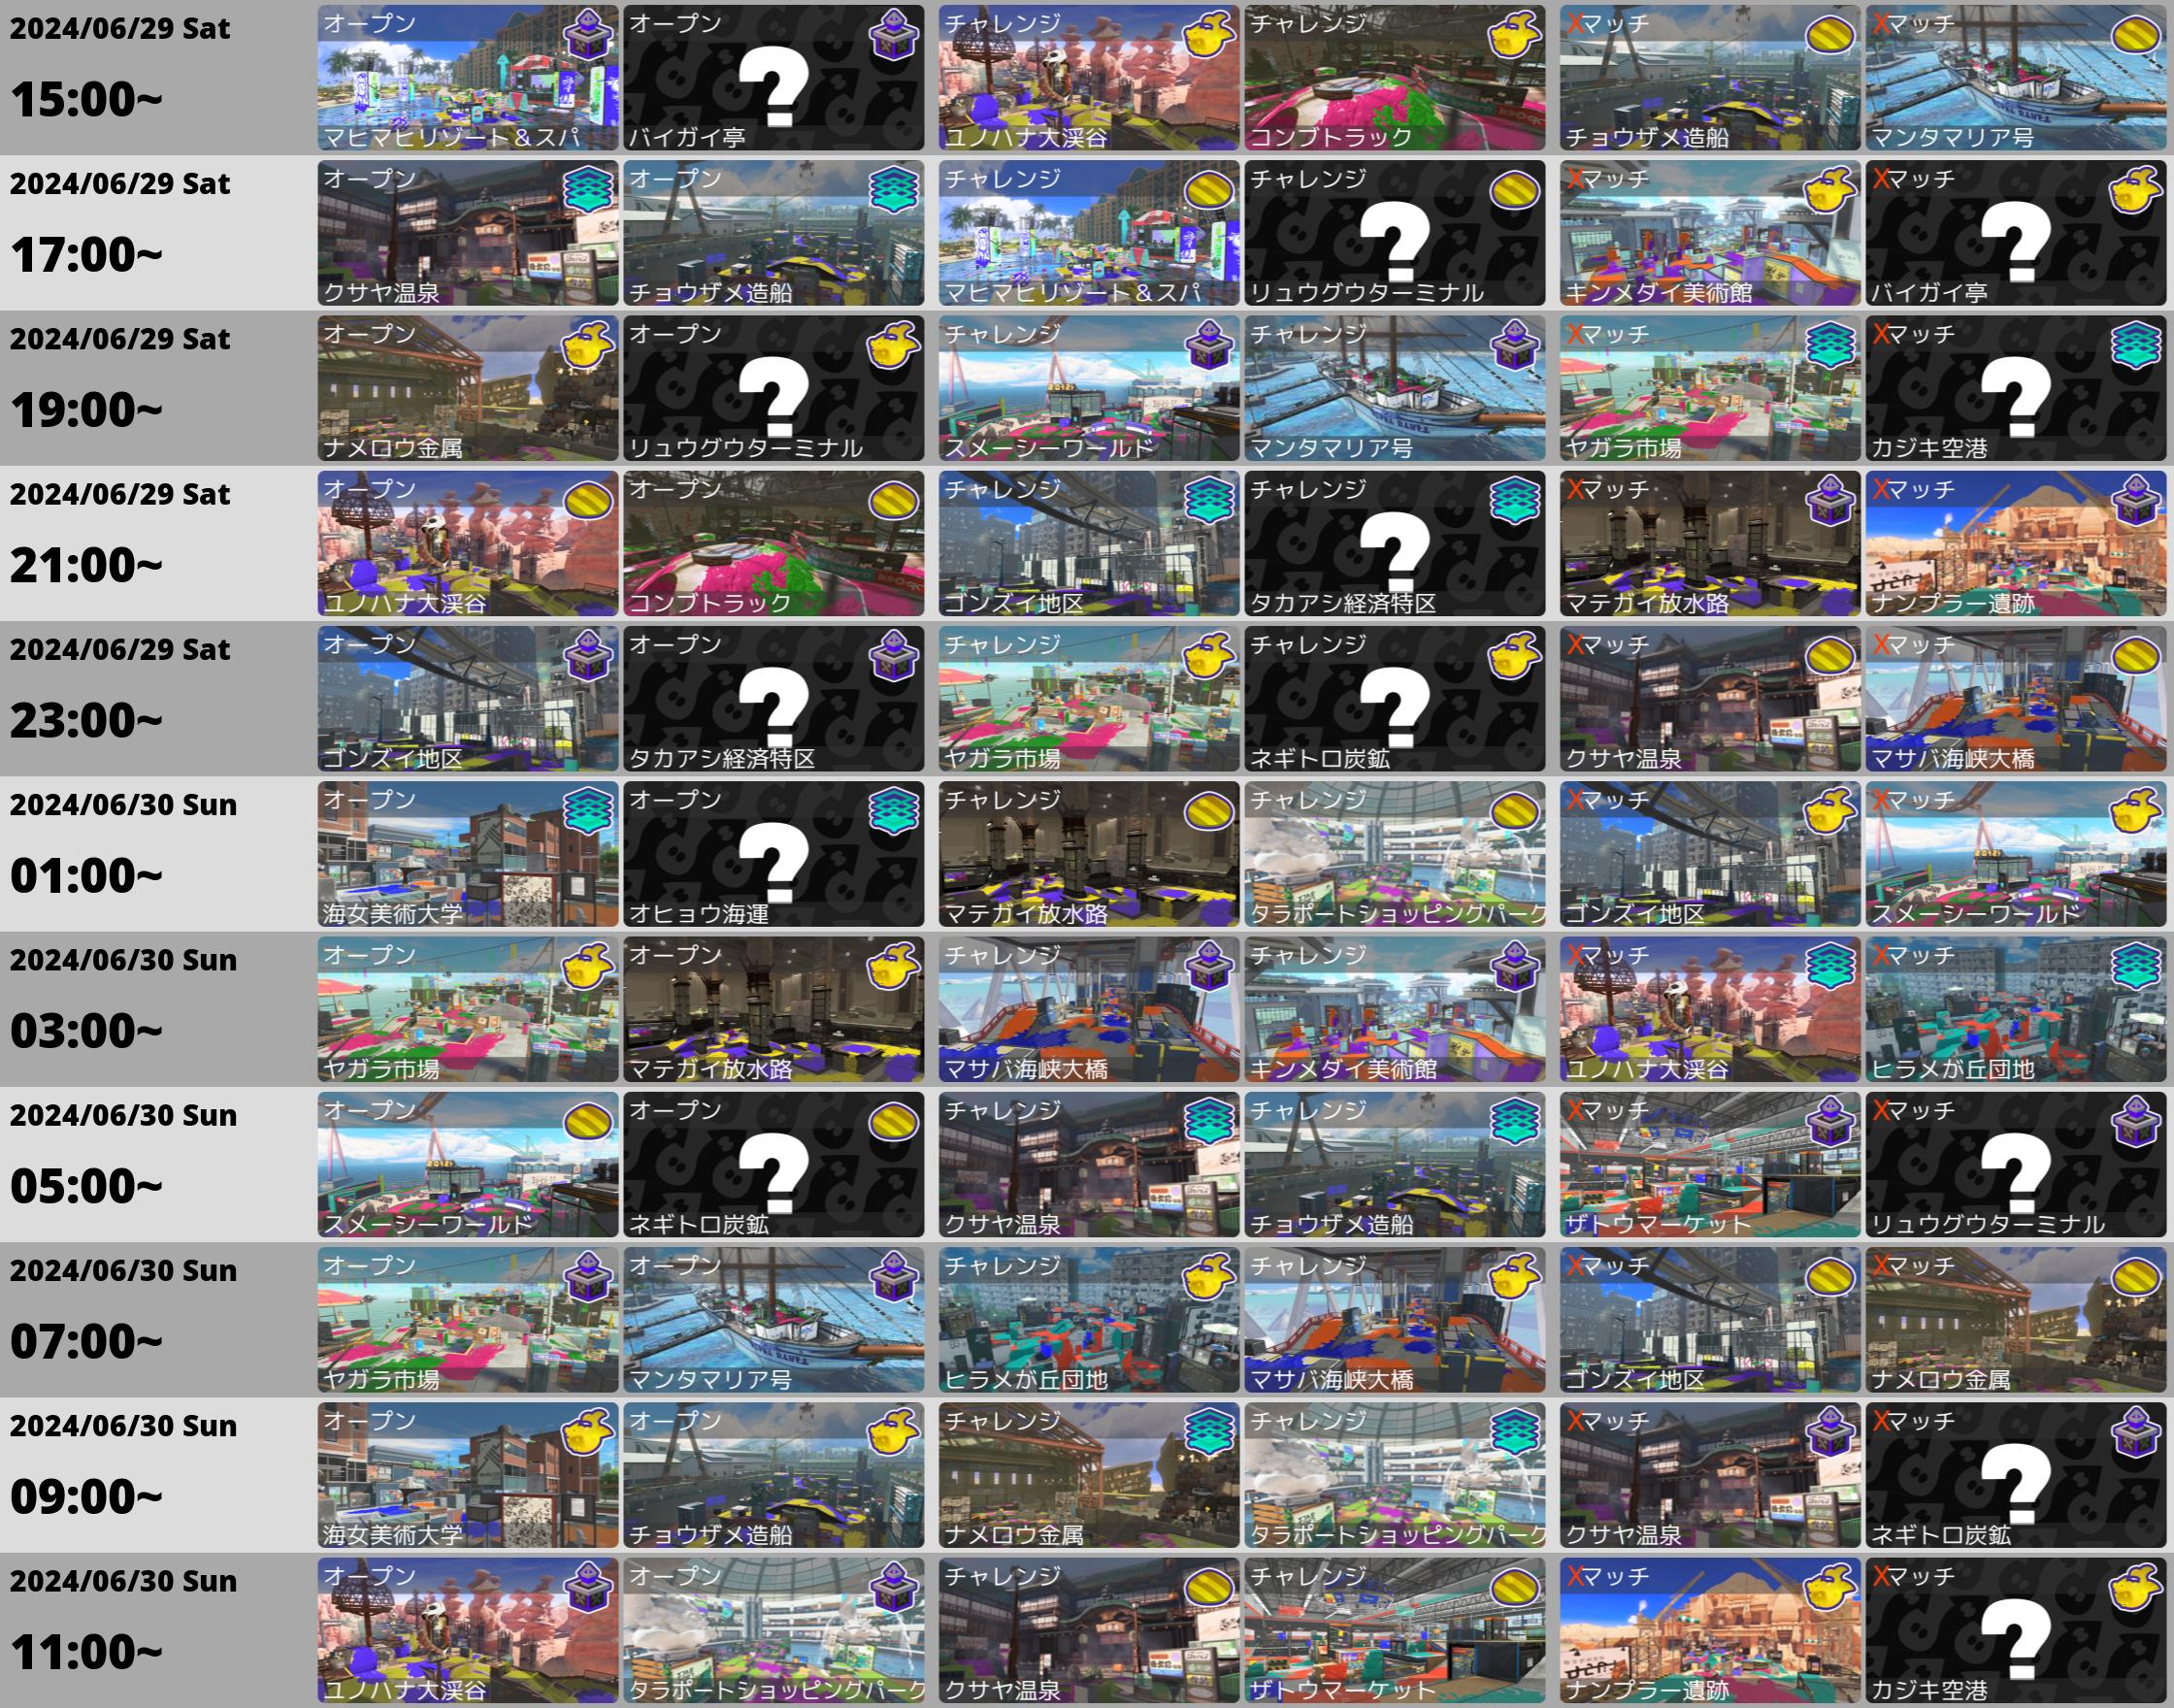 2024/06/29 Sat
15:00~
オープン オープン チャレンジ チャレンジ Xマッチ Xマッチ
マヒマヒリゾート&スパ バイガイ亭 ユノハナ大渓谷 コンブトラック チョウザメ造船 マンタマリア号
2024/06/29 Sat
17:00~
オープン オープン チャレンジ チャレンジ Xマッチ Xマッチ
クサヤ温泉 チョウザメ造船 マヒマヒリゾート&スパ リュウグウターミナル キンメダイ美術館 バイガイ亭
2024/06/29 Sat
19:00~
オープン オープン チャレンジ チャレンジ Xマッチ Xマッチ
ナメロウ金属 リュウグウターミナル スメーシーワールド マンタマリア号 ヤガラ市場 カジキ空港
2024/06/29 Sat
21:00~
オープン オープン チャレンジ チャレンジ Xマッチ Xマッチ
ユノハナ大渓谷 コンブトラック ゴンズイ地区 タカアシ経済特区 マテガイ放水路 ナンプラー遺跡
2024/06/29 Sat
23:00~
オープン オープン チャレンジ チャレンジ Xマッチ Xマッチ
ゴンズイ地区 タカアシ経済特区 ヤガラ市場 ネギトロ炭鉱 クサヤ温泉 マサバ海峡大橋
2024/06/30 Sun
01:00~
オープン オープン チャレンジ チャレンジ Xマッチ Xマッチ
海女美術大学 オヒョウ海運 マテガイ放水路 タラポートショッピングパーク ゴンズイ地区 スメーシーワールド
2024/06/30 Sun
03:00~
オープン オープン チャレンジ チャレンジ Xマッチ Xマッチ
ヤガラ市場 マテガイ放水路 マサバ海峡大橋 キンメダイ美術館 ユノハナ大渓谷 ヒラメが丘団地
2024/06/30 Sun
05:00~
オープン オープン チャレンジ チャレンジ Xマッチ Xマッチ
スメーシーワールド ネギトロ炭鉱 クサヤ温泉 チョウザメ造船 ザトウマーケット リュウグウターミナル
2024/06/30 Sun
07:00~
オープン オープン チャレンジ チャレンジ Xマッチ Xマッチ
ヤガラ市場 マンタマリア号 ヒラメが丘団地 マサバ海峡大橋 ゴンズイ地区 ナメロウ金属
2024/06/30 Sun
09:00~
オープン オープン チャレンジ チャレンジ Xマッチ Xマッチ
海女美術大学 チョウザメ造船 ナメロウ金属 タラポートショッピングパーク クサヤ温泉 ネギトロ炭鉱
2024/06/30 Sun
11:00~
オープン オープン チャレンジ チャレンジ Xマッチ Xマッチ
ユノハナ大渓谷 タラポートショッピングパーク クサヤ温泉 ザトウマーケット ナンプラー遺跡 カジキ空港